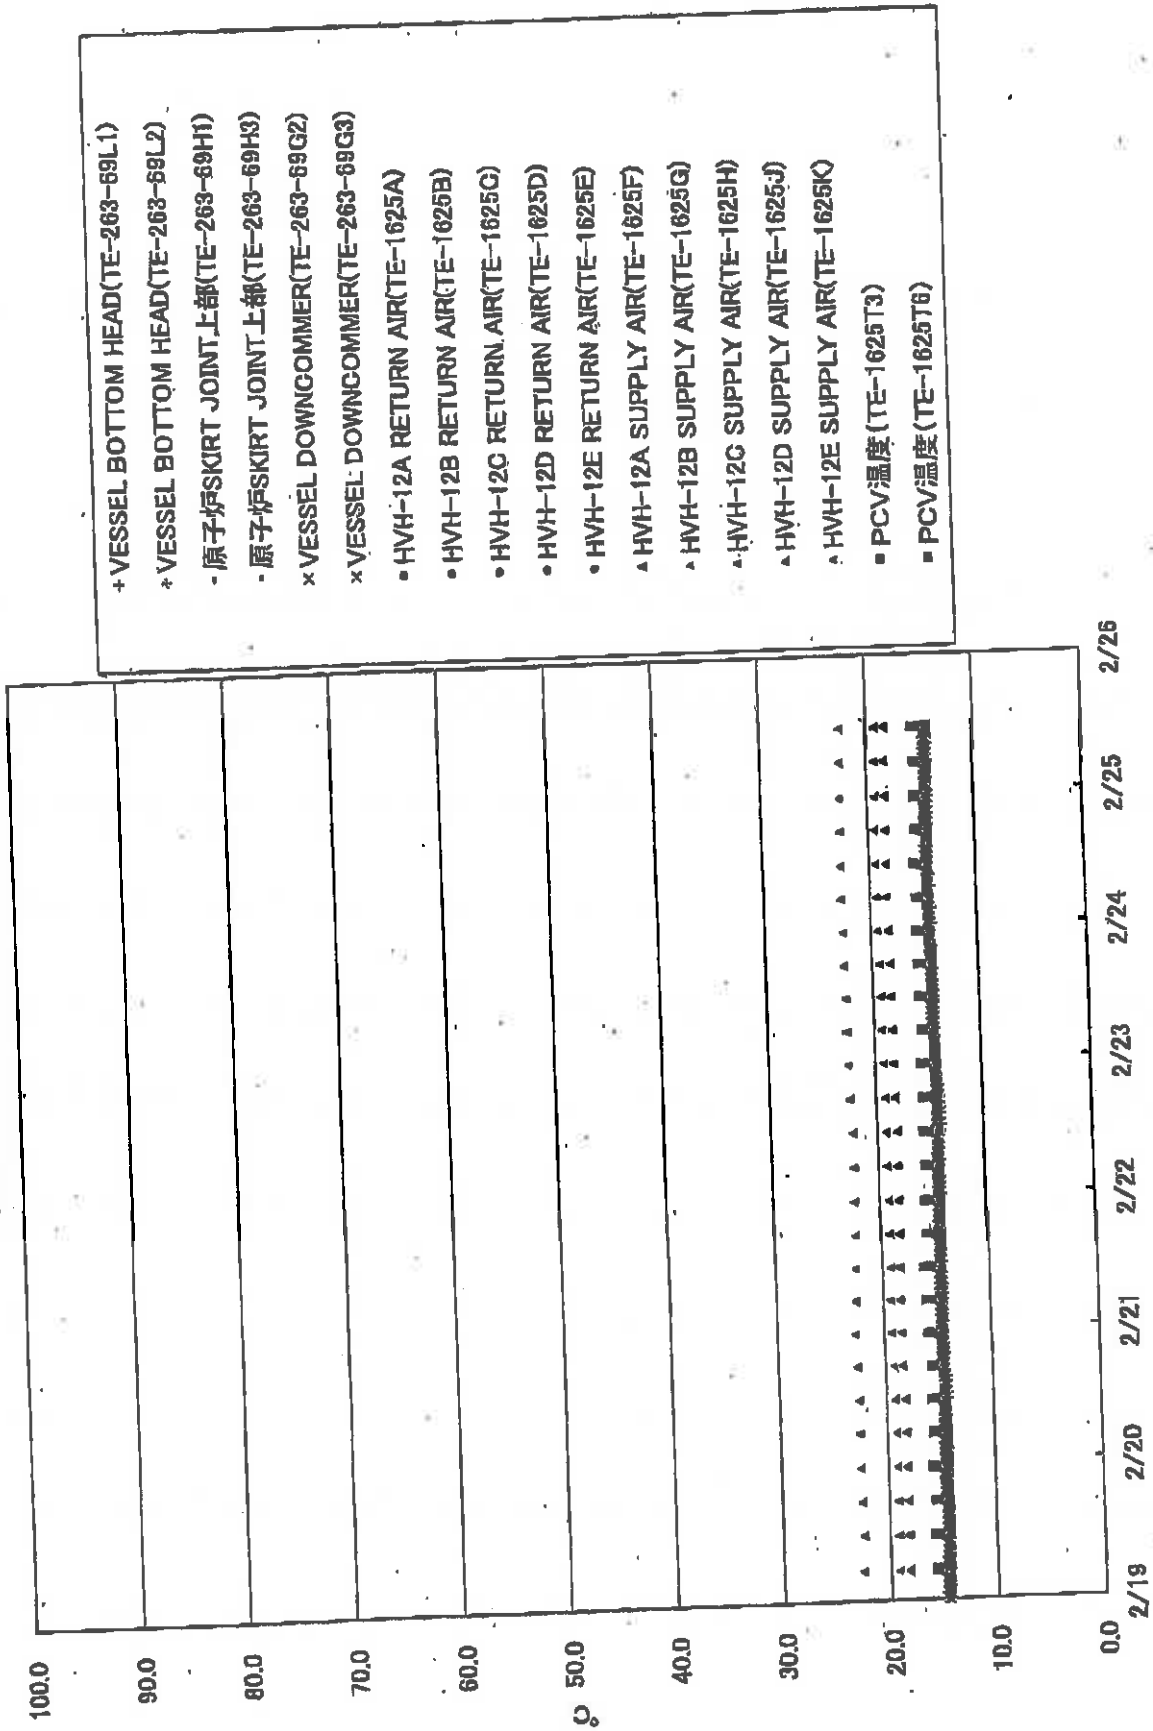 100.0
90.0
80.0
70.0
60.0
50.0
40.0
30.0
20.0
10.0
0.0
℃
2/19
2/20
2/21
2/22
2/23
2/24
2/25
2/26
+ VESSEL BOTTOM HEAD(TE-263-69L1)
* VESSEL BOTTOM HEAD(TE-263-69L2)
- 原子炉SKIRT JOINT上部(TE-263-69H1)
- 原子炉SKIRT JOINT上部(TE-263-69H3)
× VESSEL DOWNCOMMER(TE-263-69G2)
× VESSEL DOWNCOMMER(TE-263-69G3)
● HVH-12A RETURN AIR(TE-1625A)
● HVH-12B RETURN AIR(TE-1625B)
● HVH-12C RETURN AIR(TE-1625C)
● HVH-12D RETURN AIR(TE-1625D)
● HVH-12E RETURN AIR(TE-1625E)
▲ HVH-12A SUPPLY AIR(TE-1625F)
▲ HVH-12B SUPPLY AIR(TE-1625G)
▲ HVH-12C SUPPLY AIR(TE-1625H)
▲ HVH-12D SUPPLY AIR(TE-1625J)
▲ HVH-12E SUPPLY AIR(TE-1625K)
■ PCV温度(TE-1625T3)
■ PCV温度(TE-1625T6)